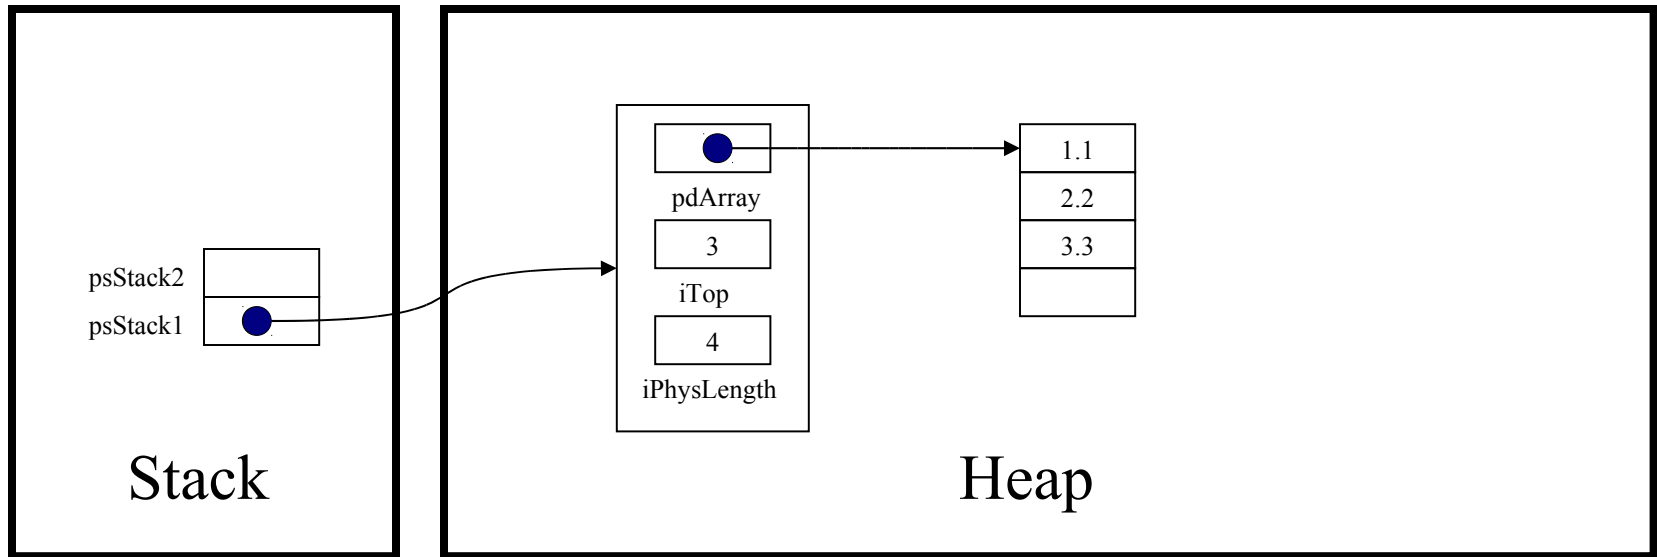 psStack2
psStack1
Stack
pdArray
3
iTop
4
iPhysLength
1.1
2.2
3.3
Heap